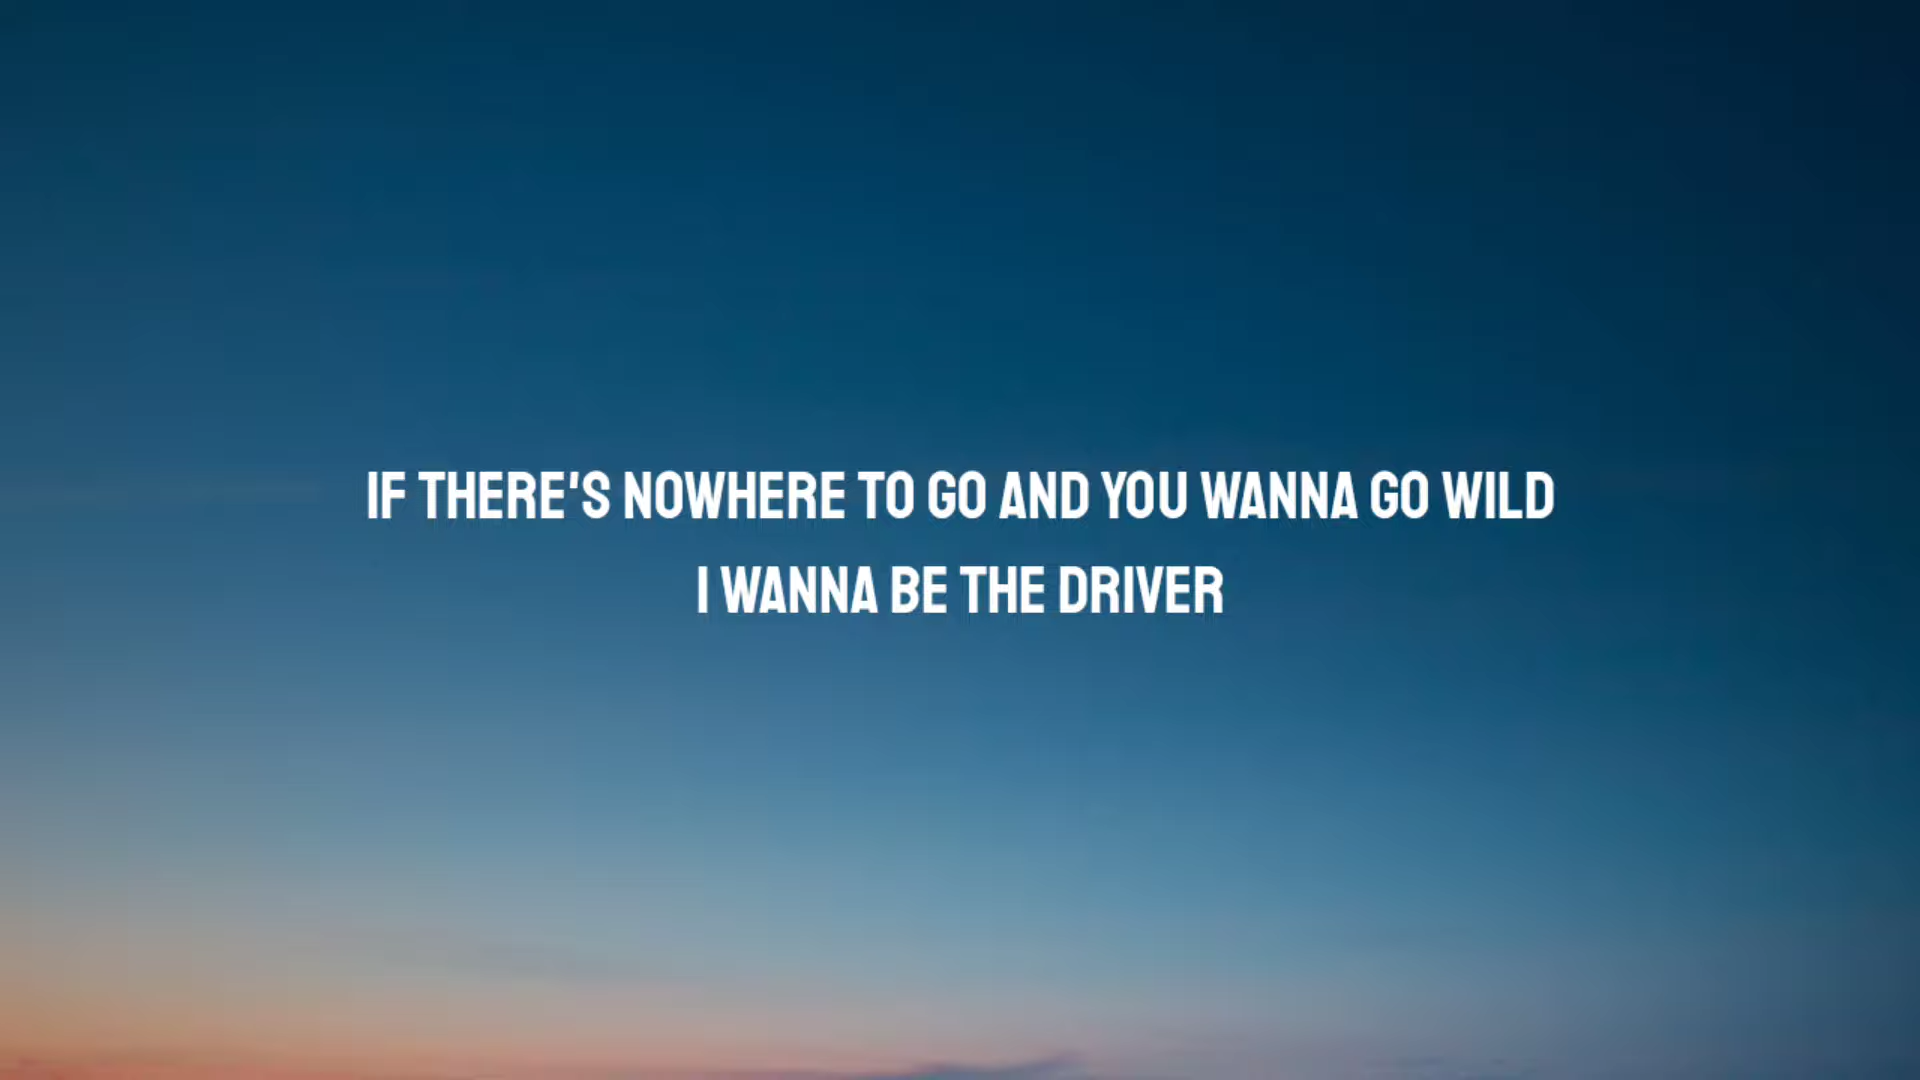 IF THERE'S NOWHERE TO GO AND YOU WANNA GO WILD
I WANNA BE THE DRIVER